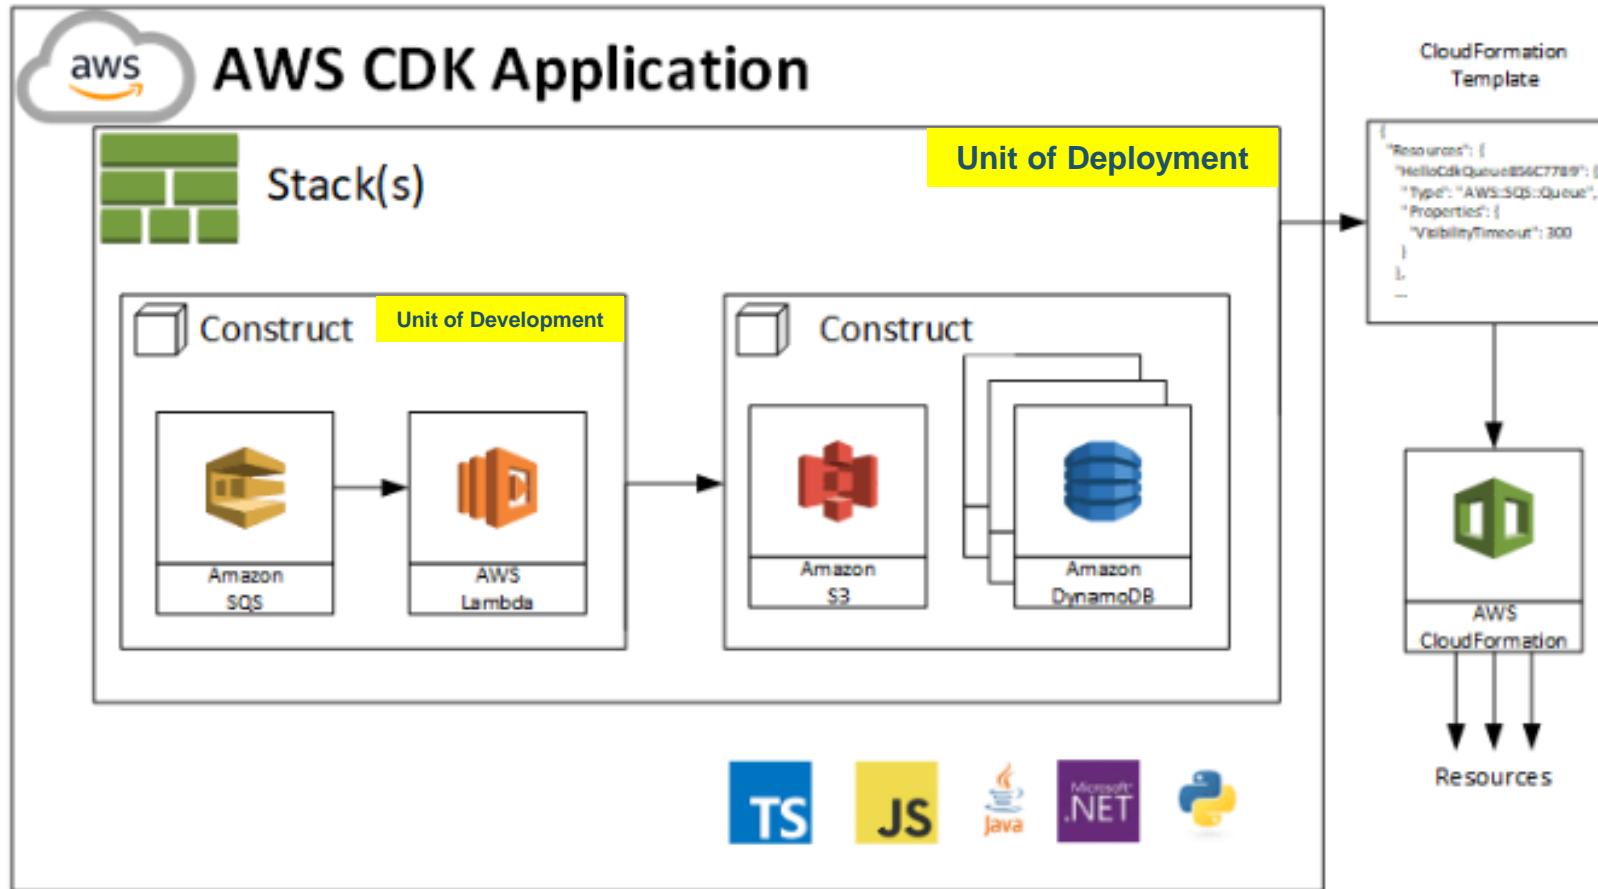 aws
AWS CDK Application
Stack(s)
Unit of Deployment
Construct
Unit of Development
Amazon
SQS
AWS
Lambda
Construct
Amazon
S3
Amazon
DynamoDB
TS
JS
Java
Microsoft
.NET
CloudFormation
Template
{
"Resources": {
"HelloCdkQueueB56C77B9": {
"Type": "AWS::SQS::Queue",
"Properties": {
"VisibilityTimeout": 300
}
},
...
AWS
CloudFormation
Resources